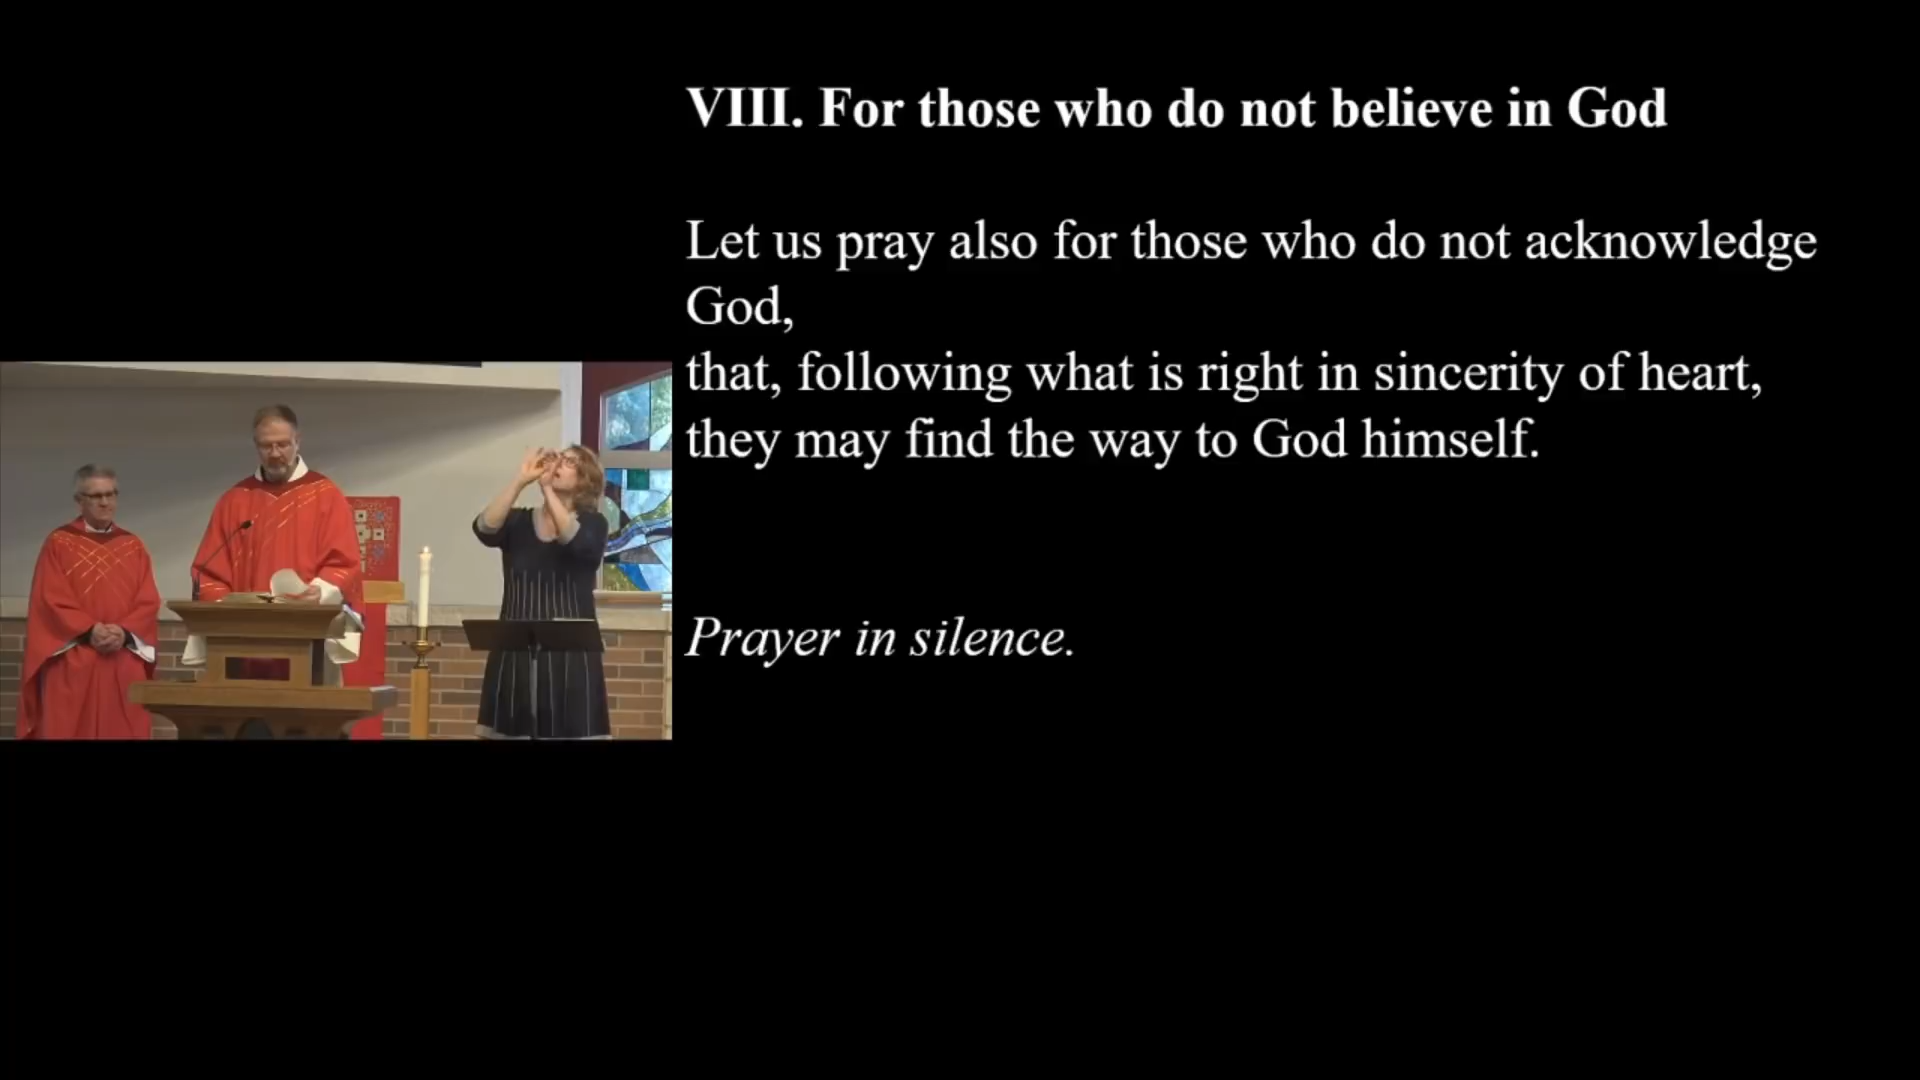 VIII. For those who do not believe in God
Let us pray also for those who do not acknowledge
God,
that, following what is right in sincerity of heart,
they may find the way to God himself.
Prayer in silence.